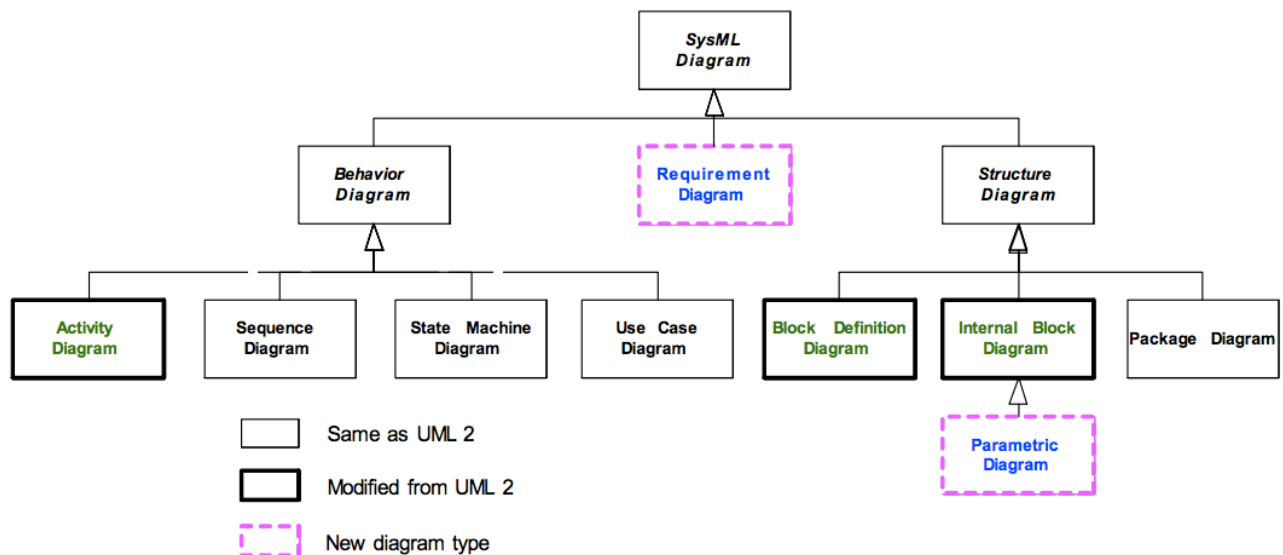 SysML
Diagram
Behavior
Diagram
Requirement
Diagram
Structure
Diagram
Activity
Diagram
Sequence
Diagram
State Machine
Diagram
Use Case
Diagram
Block Definition
Diagram
Internal Block
Diagram
Package Diagram
Parametric
Diagram
Same as UML 2
Modified from UML 2
New diagram type